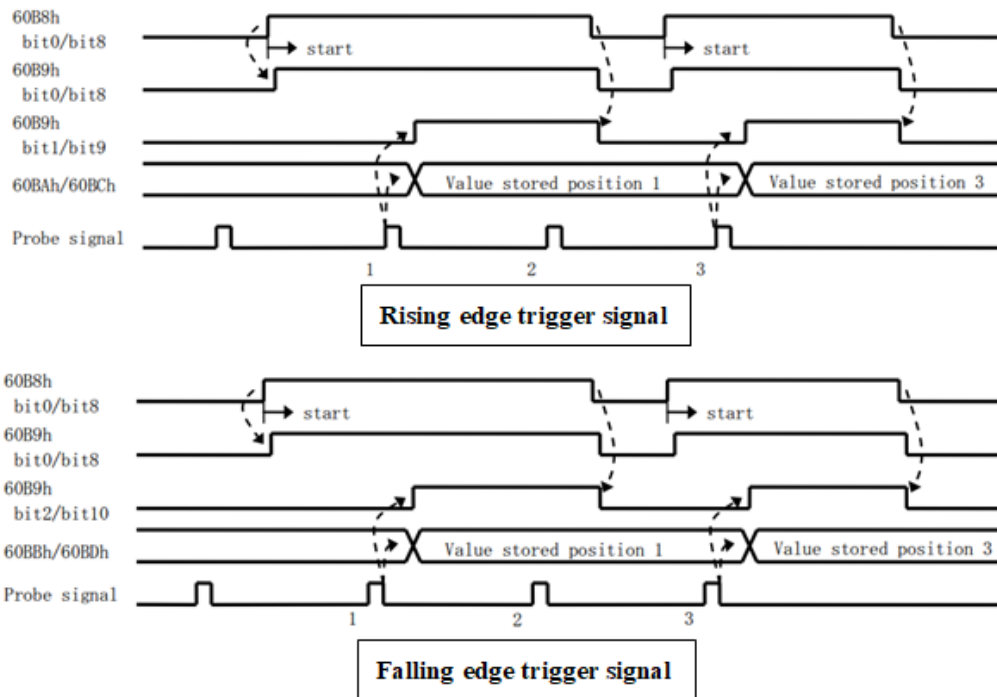 60B8h
bit0/bit8
start
start
60B9h
bit0/bit8
60B9h
bit1/bit9
60BAh/60BCh
Value stored position 1
Value stored position 3
Probe signal
1
2
3
Rising edge trigger signal
60B8h
bit0/bit8
start
start
60B9h
bit0/bit8
60B9h
bit2/bit10
60BBh/60BDh
Value stored position 1
Value stored position 3
Probe signal
1
2
3
Falling edge trigger signal